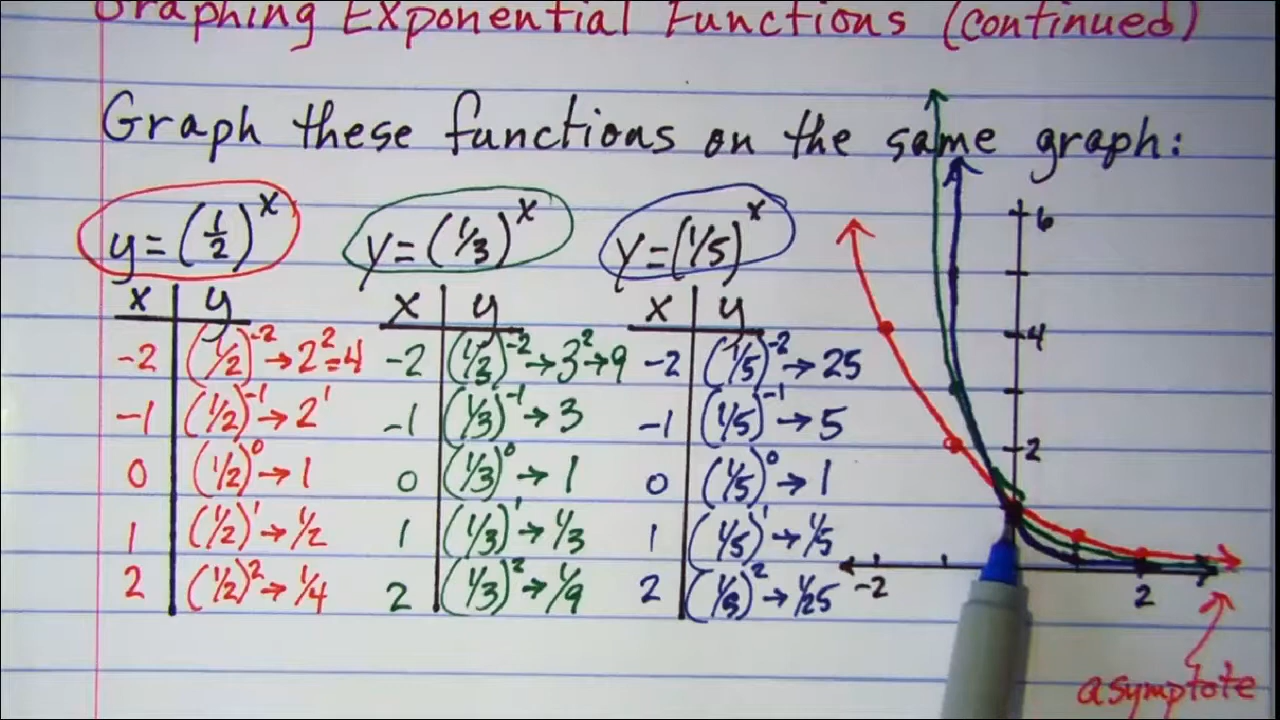 Graphing Exponential Functions (continued)
Graph these functions on the same graph:
y = (1/2)^x y = (1/3)^x y = (1/5)^x
x y x y x y
-2 (1/2)^-2 → 2^2 = 4 -2 (1/3)^-2 → 3^2 → 9 -2 (1/5)^-2 → 25
-1 (1/2)^-1 → 2^1 -1 (1/3)^-1 → 3 -1 (1/5)^-1 → 5
0 (1/2)^0 → 1 0 (1/3)^0 → 1 0 (1/5)^0 → 1
1 (1/2)^1 → 1/2 1 (1/3)^1 → 1/3 1 (1/5)^1 → 1/5
2 (1/2)^2 → 1/4 2 (1/3)^2 → 1/9 2 (1/5)^2 → 1/25
6
4
2
-2 2
asymptote